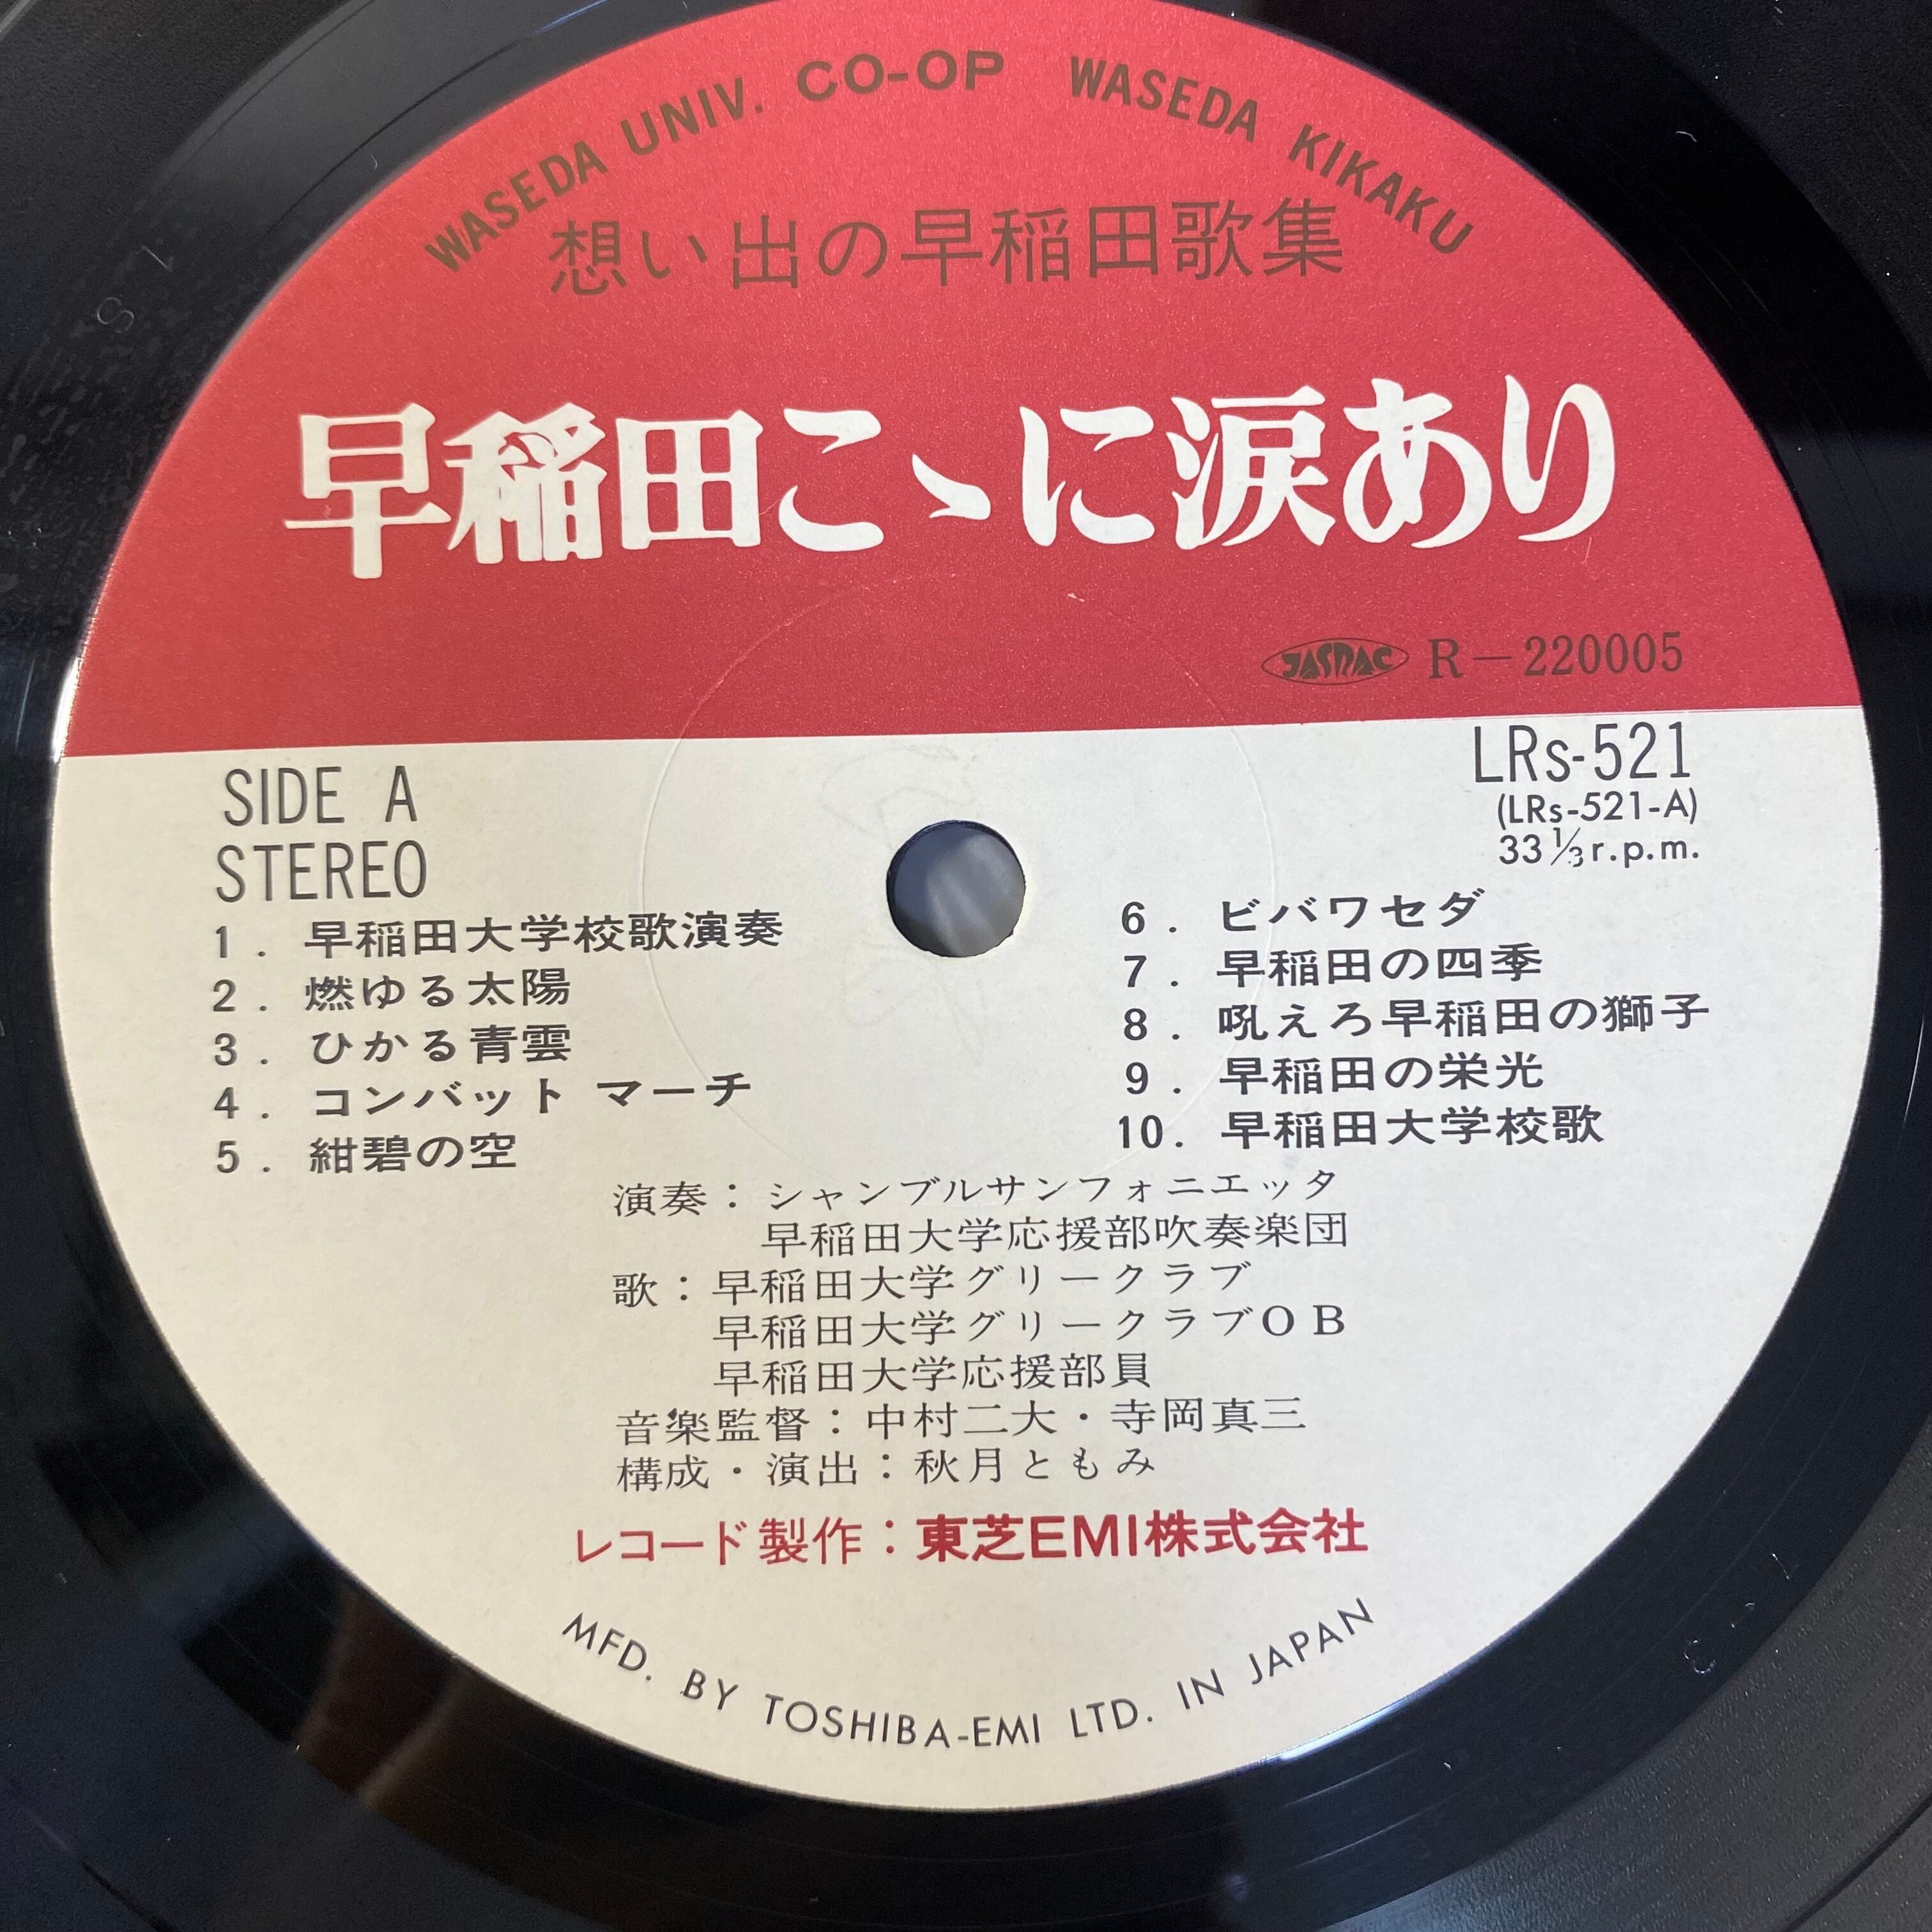 WASEDA UNIV. CO-OP WASEDA KIKAKU
想い出の早稲田歌集
早稲田こゝに涙あり
JASRAC R－220005
SIDE A
STEREO
LRs-521
(LRs-521-A)
33 1/3 r.p.m.
1. 早稲田大学校歌演奏
2. 燃ゆる太陽
3. ひかる青雲
4. コンバット マーチ
5. 紺碧の空
6. ビバワセダ
7. 早稲田の四季
8. 吼えろ早稲田の獅子
9. 早稲田の栄光
10. 早稲田大学校歌
演奏：シャンブルサンフォニエッタ
早稲田大学応援部吹奏楽団
歌：早稲田大学グリークラブ
早稲田大学グリークラブOB
早稲田大学応援部員
音楽監督：中村二大・寺岡真三
構成・演出：秋月ともみ
レコード製作：東芝EMI株式会社
MFD. BY TOSHIBA-EMI LTD. IN JAPAN